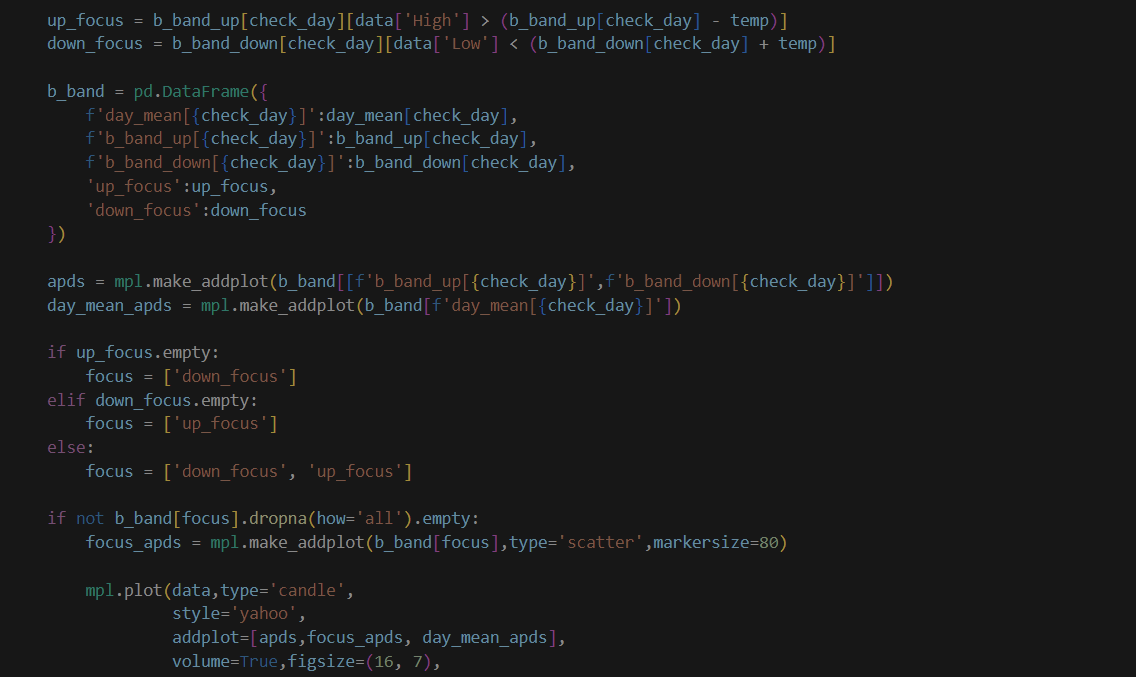 up_focus = b_band_up[check_day][data['High'] > (b_band_up[check_day] - temp)]
down_focus = b_band_down[check_day][data['Low'] < (b_band_down[check_day] + temp)]
b_band = pd.DataFrame({
f'day_mean[{check_day}]':day_mean[check_day],
f'b_band_up[{check_day}]':b_band_up[check_day],
f'b_band_down[{check_day}]':b_band_down[check_day],
'up_focus':up_focus,
'down_focus':down_focus
})
apds = mpl.make_addplot(b_band[[f'b_band_up[{check_day}]',f'b_band_down[{check_day}]']])
day_mean_apds = mpl.make_addplot(b_band[f'day_mean[{check_day}]'])
if up_focus.empty:
focus = ['down_focus']
elif down_focus.empty:
focus = ['up_focus']
else:
focus = ['down_focus', 'up_focus']
if not b_band[focus].dropna(how='all').empty:
focus_apds = mpl.make_addplot(b_band[focus],type='scatter',markersize=80)
mpl.plot(data,type='candle',
style='yahoo',
addplot=[apds,focus_apds, day_mean_apds],
volume=True,figsize=(16, 7),